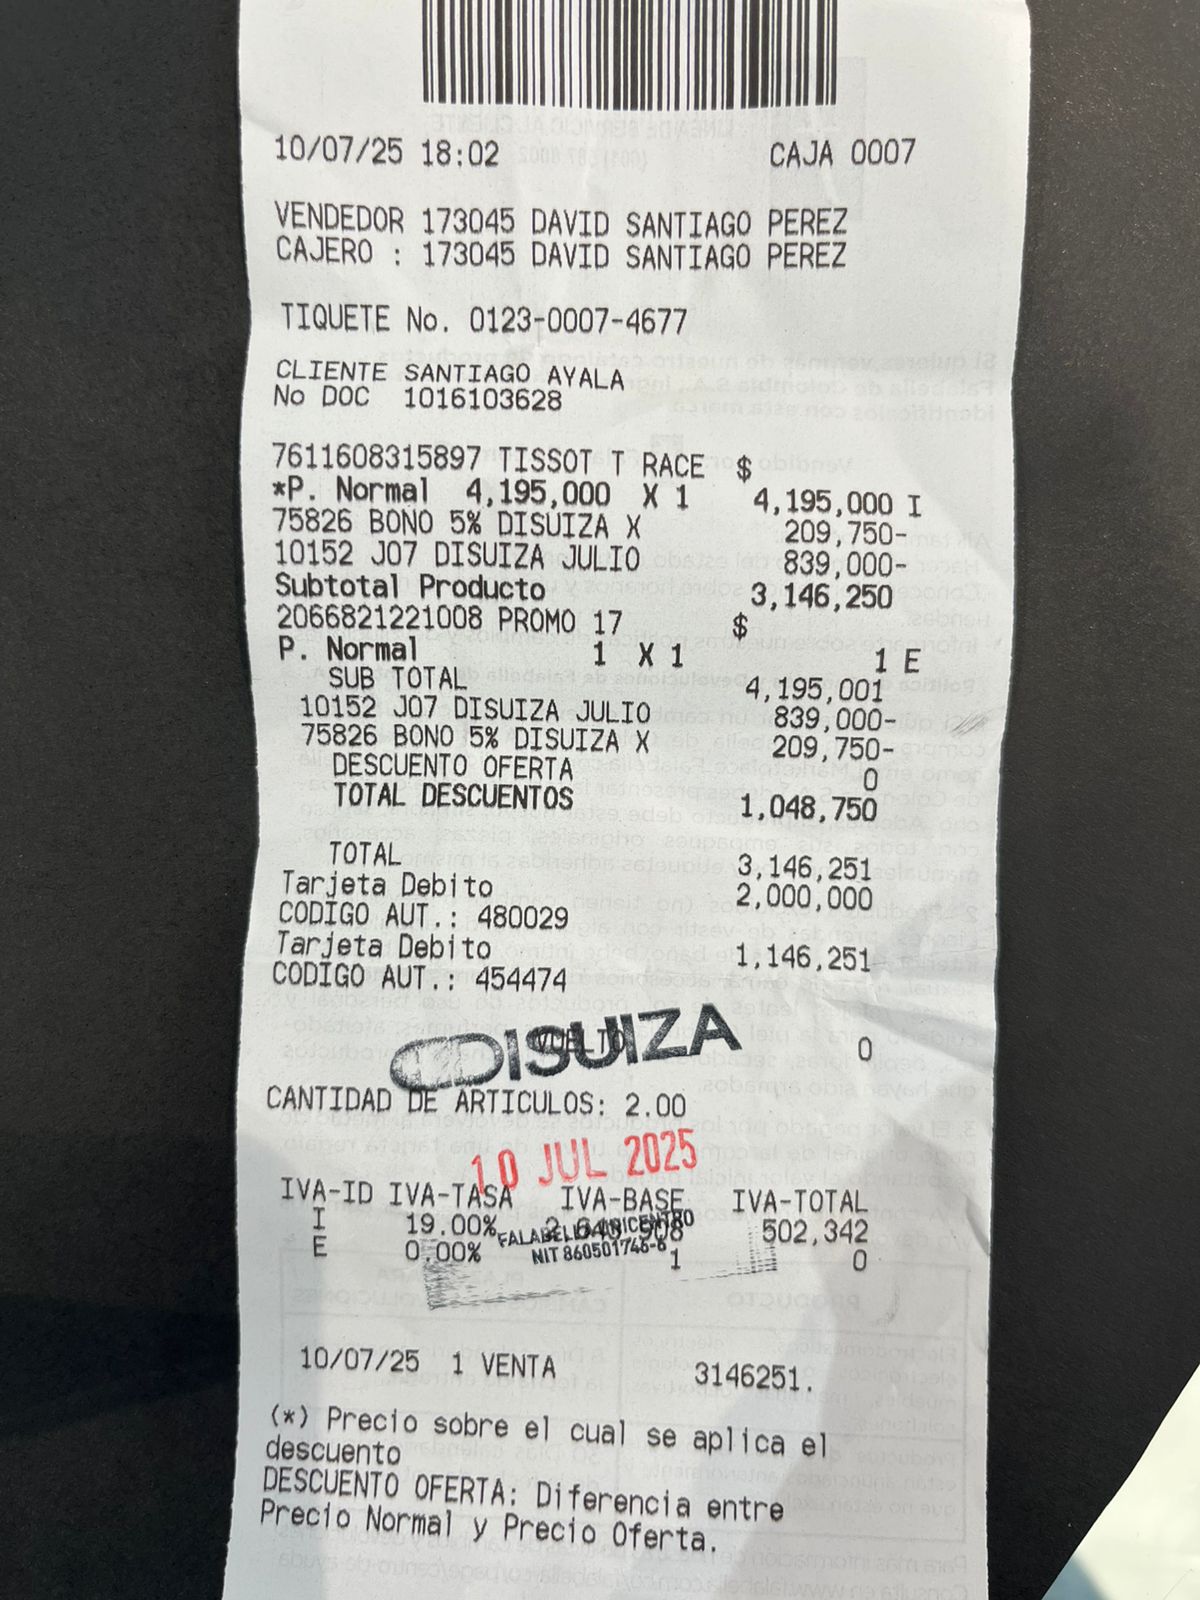 10/07/25 18:02 CAJA 0007
VENDEDOR 173045 DAVID SANTIAGO PEREZ
CAJERO : 173045 DAVID SANTIAGO PEREZ
TIQUETE No. 0123-0007-4677
CLIENTE SANTIAGO AYALA
No DOC 1016103628
7611608315897 TISSOT T RACE $
*P. Normal 4,195,000 X 1 4,195,000 I
75826 BONO 5% DISUIZA X 209,750-
10152 J07 DISUIZA JULIO 839,000-
Subtotal Producto 3,146,250
2066821221008 PROMO 17 $
P. Normal 1 X 1 1 E
SUB TOTAL 4,195,001
10152 J07 DISUIZA JULIO 839,000-
75826 BONO 5% DISUIZA X 209,750-
DESCUENTO OFERTA 0
TOTAL DESCUENTOS 1,048,750
TOTAL 3,146,251
Tarjeta Debito 2,000,000
CODIGO AUT.: 480029
Tarjeta Debito 1,146,251
CODIGO AUT.: 454474
DISUIZA
VUELTO 0
CANTIDAD DE ARTICULOS: 2.00
10 JUL 2025
IVA-ID IVA-TASA IVA-BASE IVA-TOTAL
I 19.00% 2,643,908 502,342
FALABELLA UNICENTRO
NIT 860501746-6
E 0.00% 1 0
10/07/25 1 VENTA 3146251.
(*) Precio sobre el cual se aplica el
descuento
DESCUENTO OFERTA: Diferencia entre
Precio Normal y Precio Oferta.